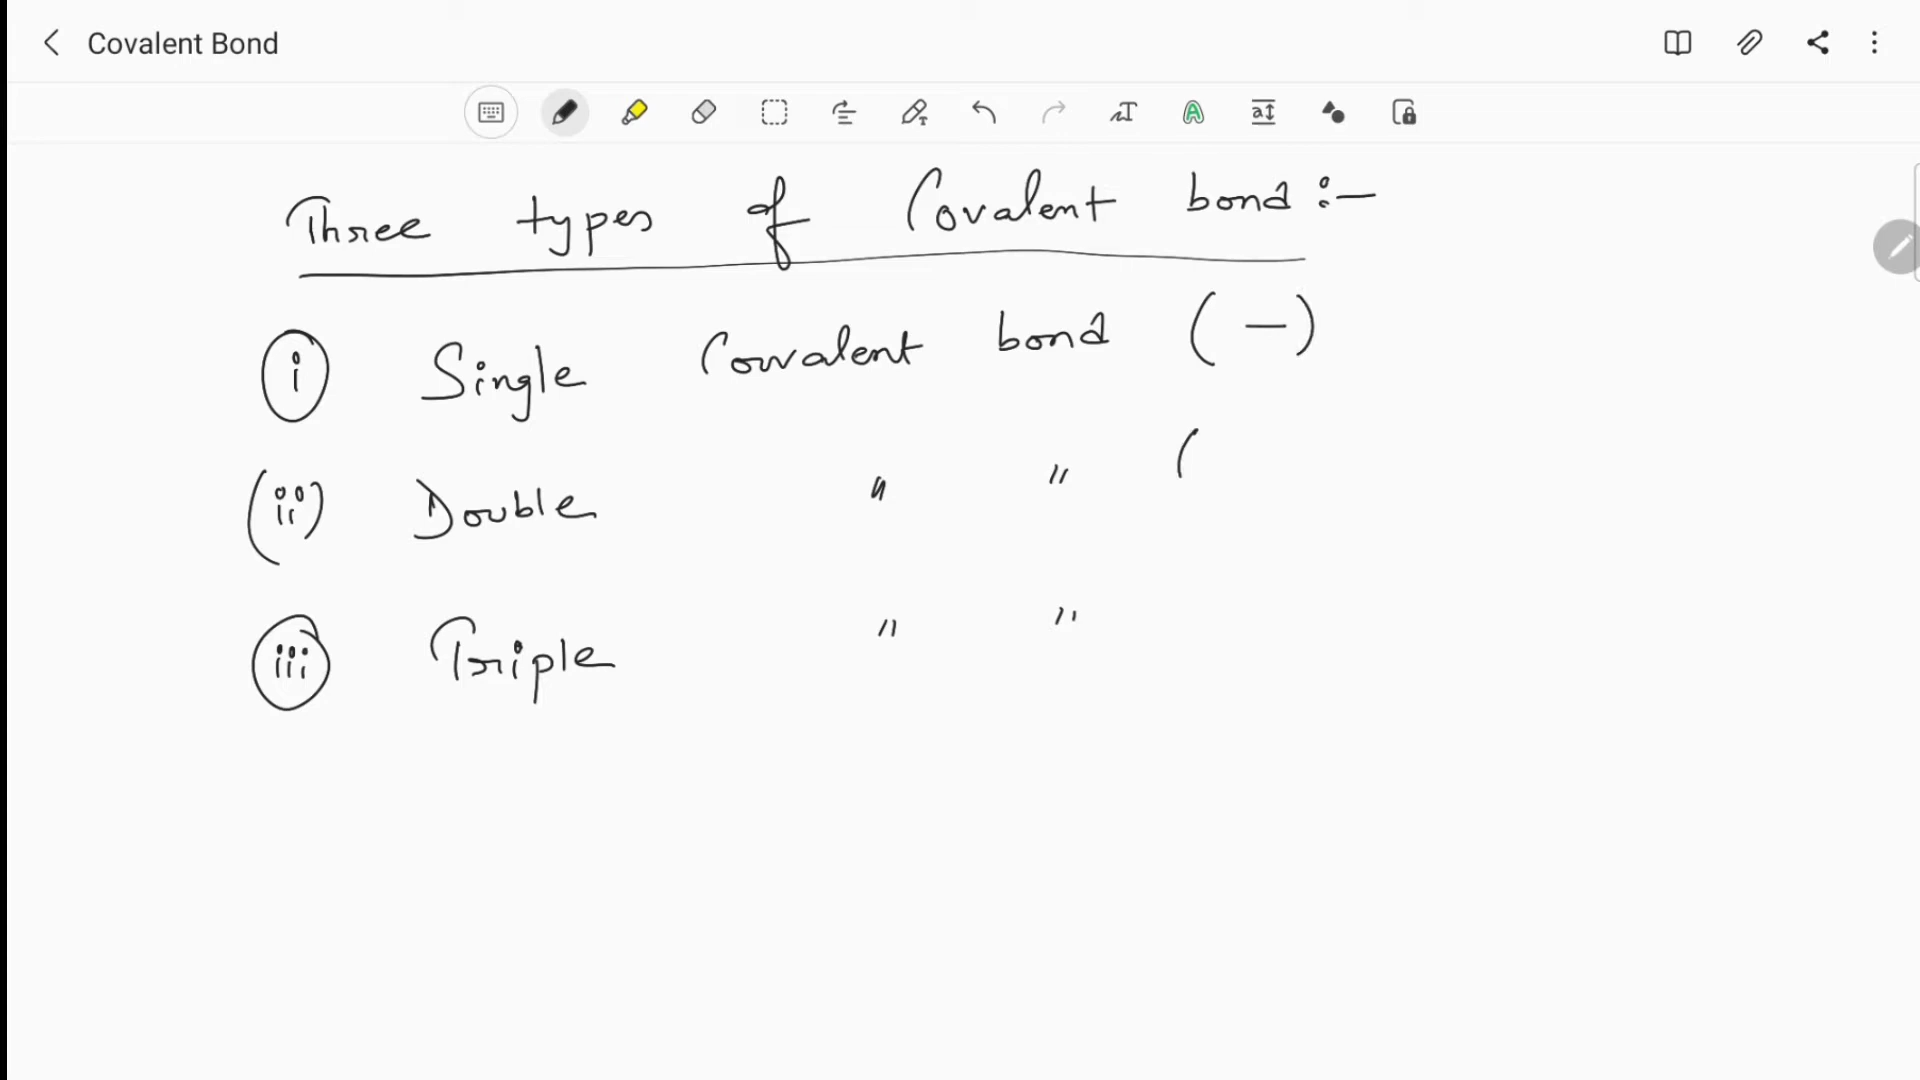 Covalent Bond
Three types of Covalent bond :-
(i) Single Covalent bond (-)
(ii) Double " " (
(iii) Triple " "